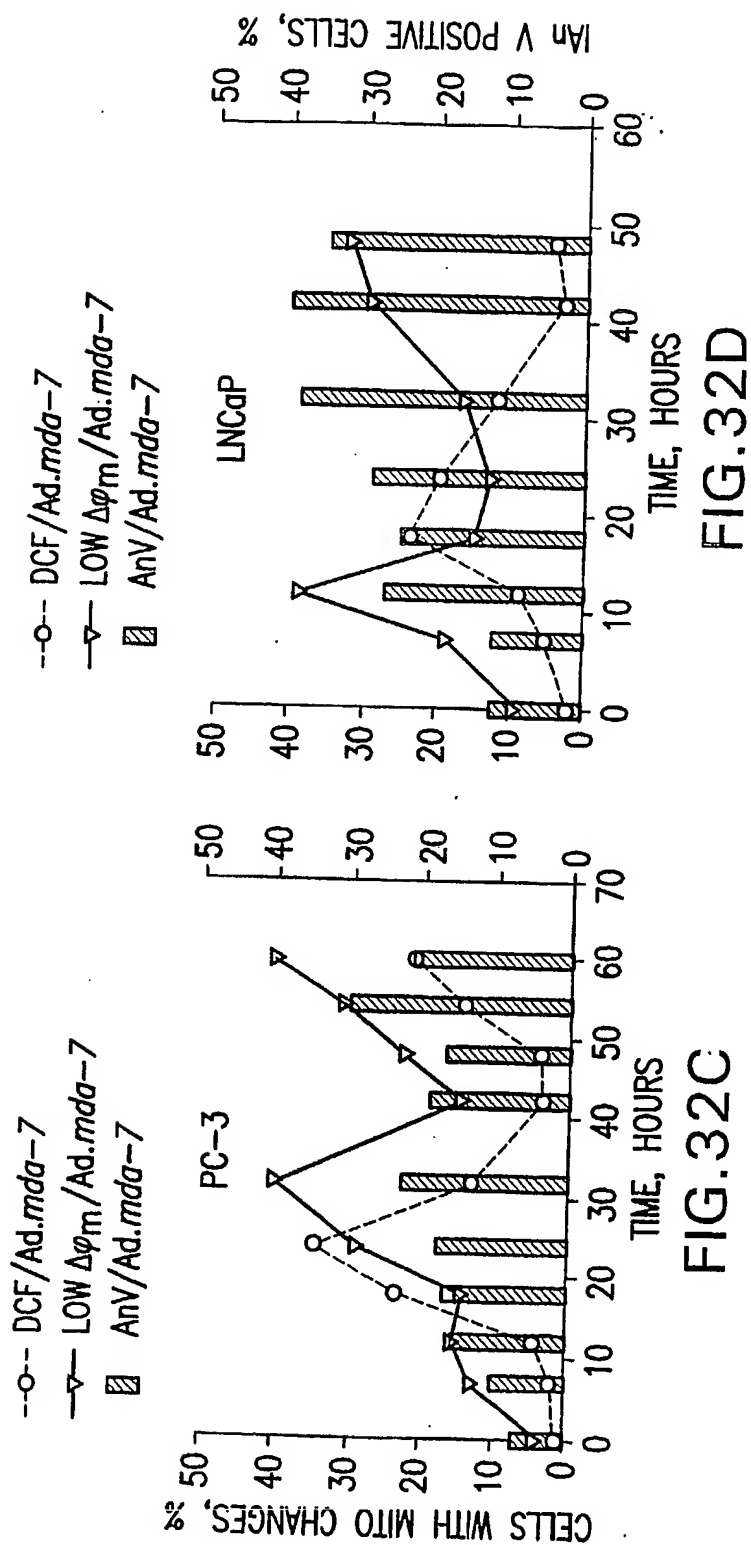 --o-- DCF/Ad.mda-7
—▽— LOW Δφm/Ad.mda-7
AnV/Ad.mda-7
PC-3
CELLS WITH MITO CHANGES, %
50
40
30
20
10
0
50
40
30
20
10
0
0
10
20
30
40
50
60
70
TIME, HOURS
FIG.32C
--o-- DCF/Ad.mda-7
—▽— LOW Δφm/Ad.mda-7
AnV/Ad.mda-7
LNCaP
50
40
30
20
10
0
50
40
30
20
10
0
IAn V POSITIVE CELLS, %
0
10
20
30
40
50
60
TIME, HOURS
FIG.32D